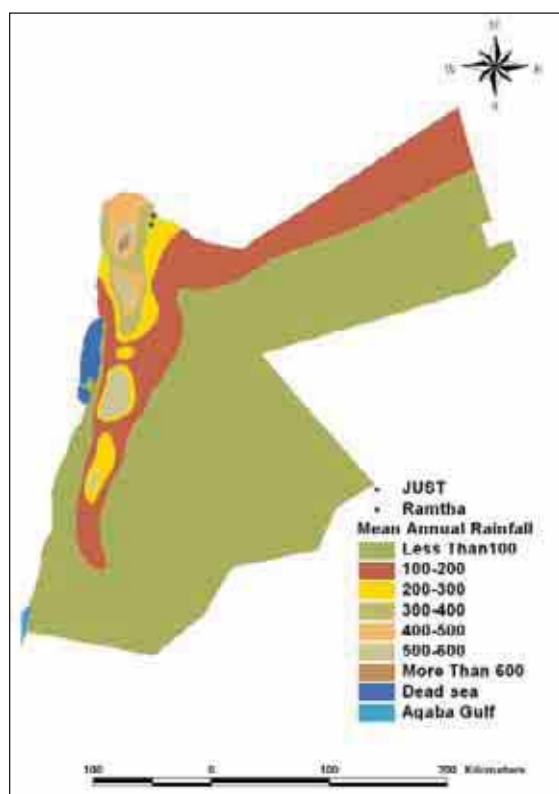 N
W E
S
JUST
Ramtha
Mean Annual Rainfall
Less Than100
100-200
200-300
300-400
400-500
500-600
More Than 600
Dead sea
Aqaba Gulf
100 0 100 200 Kilometers